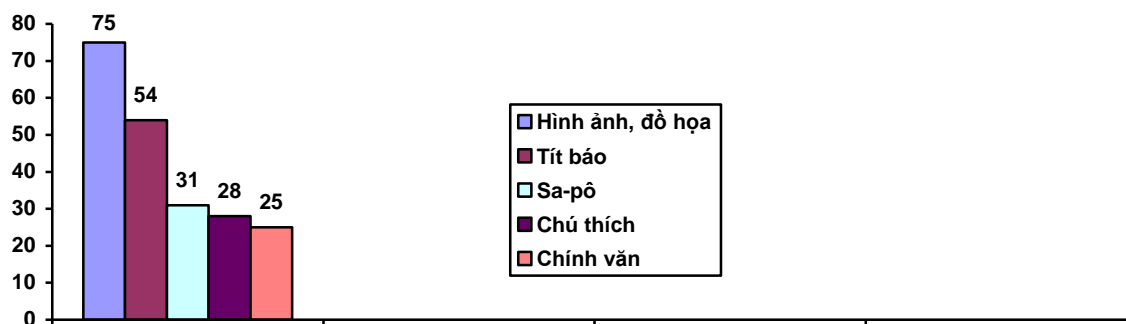 80
70
60
50
40
30
20
10
0
75
54
31
28
25
Hình ảnh, đồ họa
Tít báo
Sa-pô
Chú thích
Chính văn